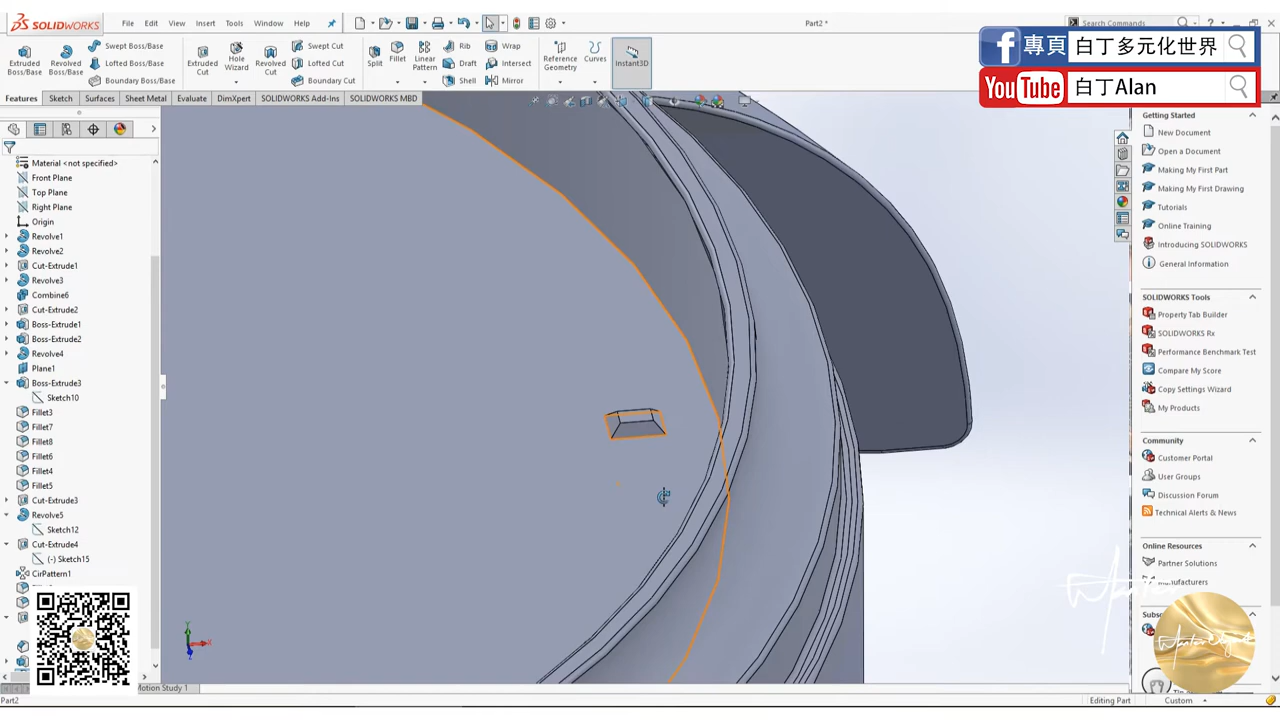 SOLIDWORKS
File Edit View Insert Tools Window Help
Part2 *
Search Commands
專頁 白丁多元化世界
YouTube 白丁Alan
Extruded Boss/Base
Revolved Boss/Base
Swept Boss/Base
Lofted Boss/Base
Boundary Boss/Base
Extruded Cut
Hole Wizard
Revolved Cut
Swept Cut
Lofted Cut
Boundary Cut
Split
Fillet
Linear Pattern
Rib
Draft
Shell
Wrap
Intersect
Mirror
Reference Geometry
Curves
Instant3D
Features Sketch Surfaces Sheet Metal Evaluate DimXpert SOLIDWORKS Add-Ins SOLIDWORKS MBD
Material <not specified>
Front Plane
Top Plane
Right Plane
Origin
Revolve1
Revolve2
Cut-Extrude1
Revolve3
Combine6
Cut-Extrude2
Boss-Extrude1
Boss-Extrude2
Revolve4
Plane1
Boss-Extrude3
Sketch10
Fillet3
Fillet7
Fillet8
Fillet6
Fillet4
Fillet5
Cut-Extrude3
Revolve5
Sketch12
Cut-Extrude4
(-) Sketch15
CirPattern1
Motion Study 1
Part2
Getting Started
New Document
Open a Document
Making My First Part
Making My First Drawing
Tutorials
Online Training
Introducing SOLIDWORKS
General Information
SOLIDWORKS Tools
Property Tab Builder
SOLIDWORKS Rx
Performance Benchmark Test
Compare My Score
Copy Settings Wizard
My Products
Community
Customer Portal
User Groups
Discussion Forum
Technical Alerts & News
Online Resources
Partner Solutions
Editing Part
Custom